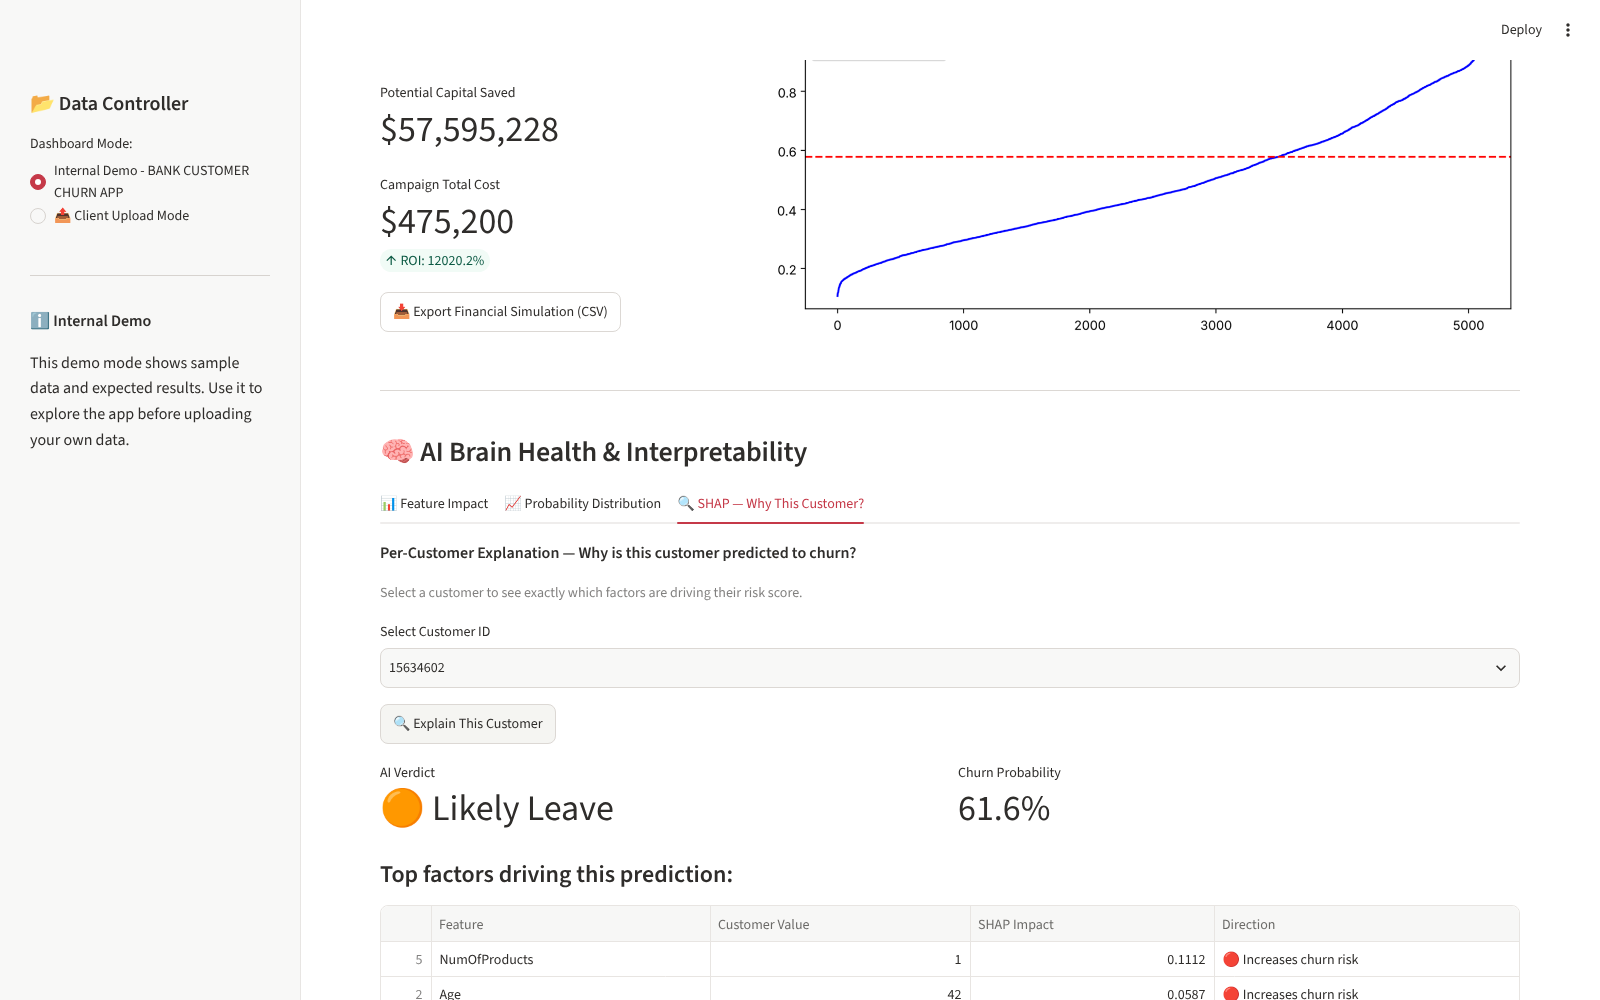 Deploy
📂 Data Controller
Dashboard Mode:
Internal Demo - BANK CUSTOMER
CHURN APP
📤 Client Upload Mode
ℹ️ Internal Demo
This demo mode shows sample
data and expected results. Use it to
explore the app before uploading
your own data.
Potential Capital Saved
$57,595,228
Campaign Total Cost
$475,200
↑ ROI: 12020.2%
📥 Export Financial Simulation (CSV)
0.8
0.6
0.4
0.2
0 1000 2000 3000 4000 5000
🧠 AI Brain Health & Interpretability
📊 Feature Impact 📈 Probability Distribution 🔍 SHAP — Why This Customer?
Per-Customer Explanation — Why is this customer predicted to churn?
Select a customer to see exactly which factors are driving their risk score.
Select Customer ID
15634602
🔍 Explain This Customer
AI Verdict Churn Probability
🟠 Likely Leave 61.6%
Top factors driving this prediction:
Feature Customer Value SHAP Impact Direction
5 NumOfProducts 1 0.1112 🔴 Increases churn risk
2 Age 42 0.0587 🔴 Increases churn risk